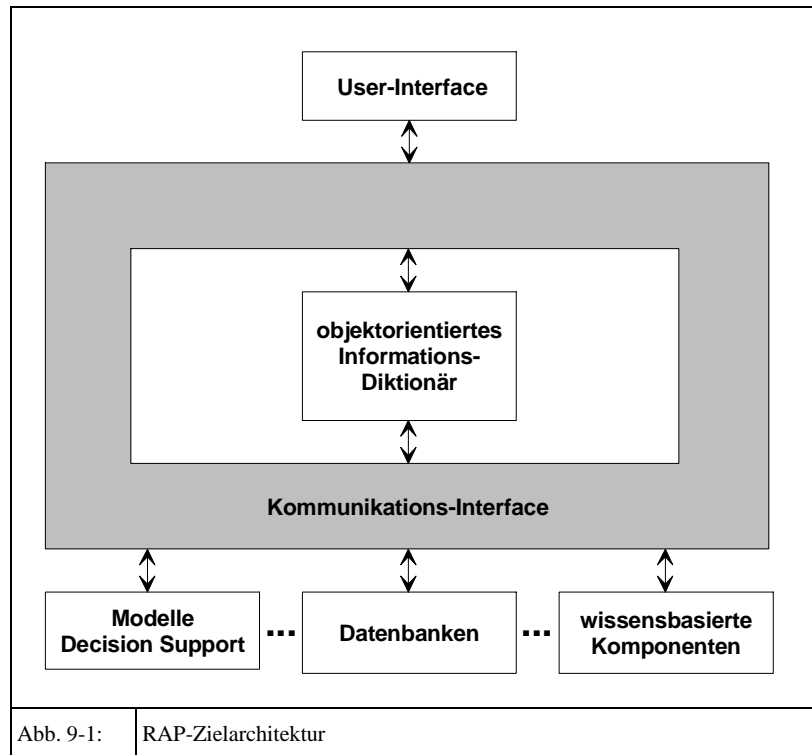 User-Interface
objektorientiertes
Informations-
Diktionär
Kommunikations-Interface
Modelle
Decision Support
...
Datenbanken
...
wissensbasierte
Komponenten
Abb. 9-1: RAP-Zielarchitektur